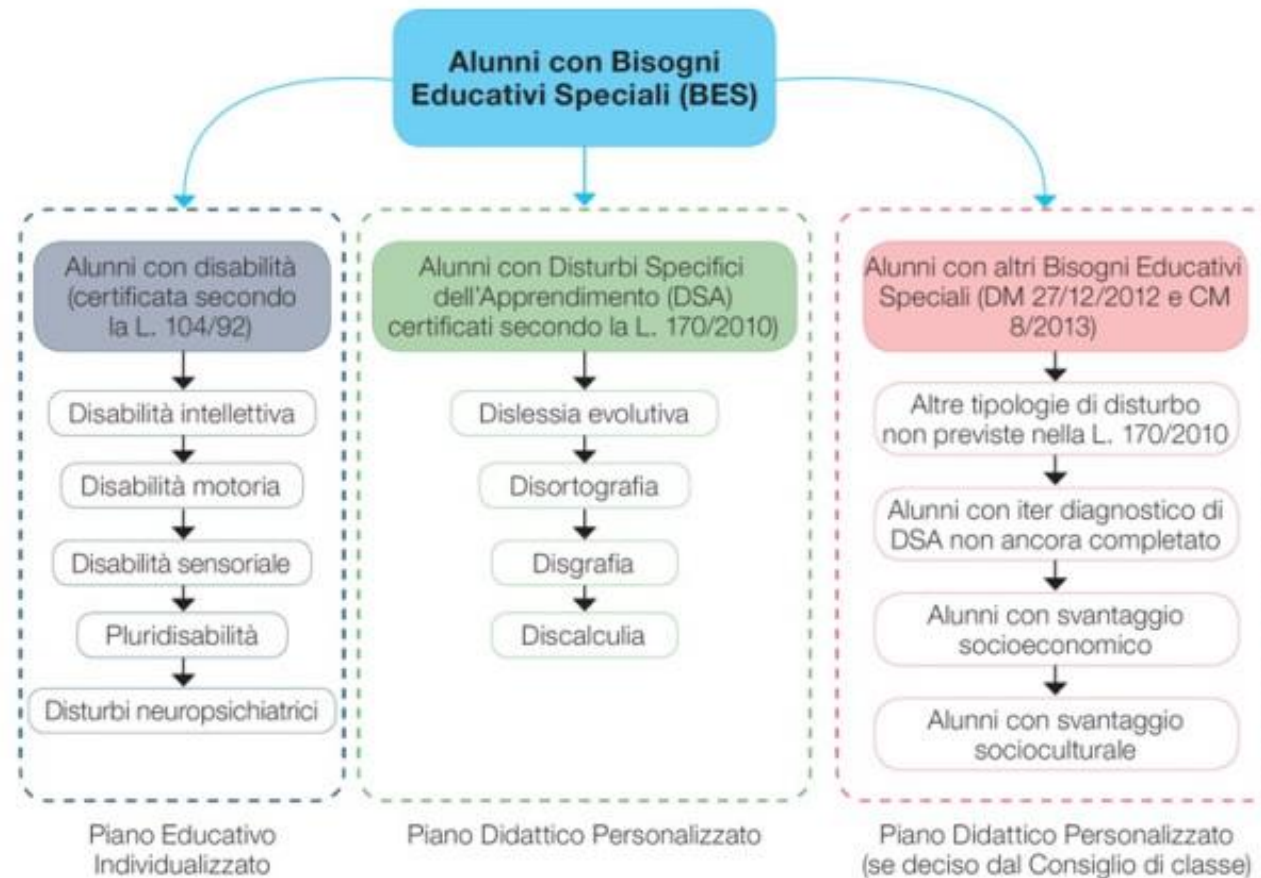 Alunni con Bisogni
Educativi Speciali (BES)
Alunni con disabilità
(certificata secondo
la L. 104/92)
Disabilità intellettiva
Disabilità motoria
Disabilità sensoriale
Pluridisabilità
Disturbi neuropsichiatrici
Piano Educativo
Individualizzato
Alunni con Disturbi Specifici
dell'Apprendimento (DSA)
certificati secondo la L. 170/2010)
Dislessia evolutiva
Disortografia
Disgrafia
Discalculia
Piano Didattico Personalizzato
Alunni con altri Bisogni Educativi
Speciali (DM 27/12/2012 e CM
8/2013)
Altre tipologie di disturbo
non previste nella L. 170/2010
Alunni con iter diagnostico di
DSA non ancora completato
Alunni con svantaggio
socioeconomico
Alunni con svantaggio
socioculturale
Piano Didattico Personalizzato
(se deciso dal Consiglio di classe)